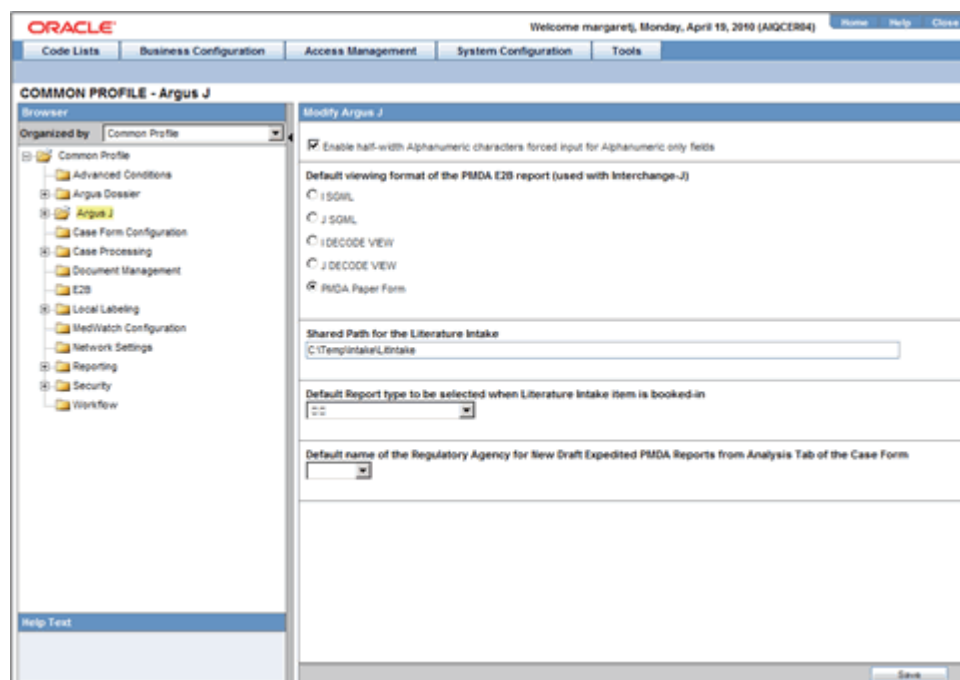 ORACLE
Welcome margaretj, Monday, April 19, 2010 (AIQCER04)
Home Help Close
Code Lists Business Configuration Access Management System Configuration Tools
COMMON PROFILE - Argus J
Browser
Organized by Common Profile
Common Profile
Advanced Conditions
Argus Dossier
Argus J
Case Form Configuration
Case Processing
Document Management
E2B
Local Labeling
MedWatch Configuration
Network Settings
Reporting
Security
Workflow
Help Text
Modify Argus J
Enable half-width Alphanumeric characters forced input for Alphanumeric only fields
Default viewing format of the PMDA E2B report (used with Interchange-J)
I SGML
J SGML
I DECODE VIEW
J DECODE VIEW
PMDA Paper Form
Shared Path for the Literature Intake
C:\Temp\Intake\LitIntake
Default Report type to be selected when Literature Intake item is booked-in
Default name of the Regulatory Agency for New Draft Expedited PMDA Reports from Analysis Tab of the Case Form
Save